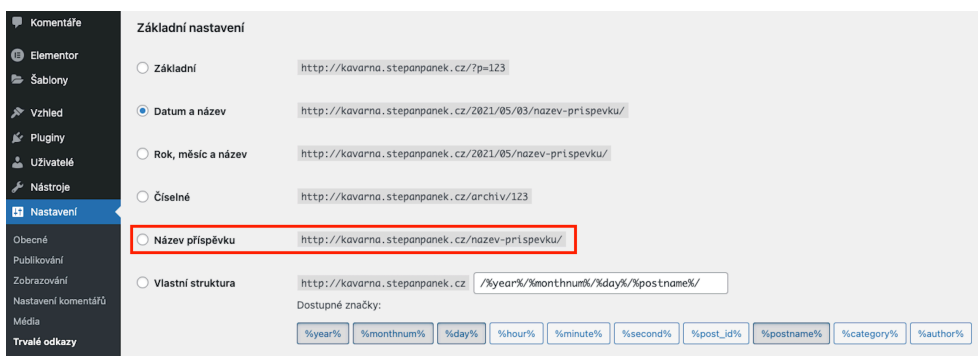 Komentáře
Elementor
Šablony
Vzhled
Pluginy
Uživatelé
Nástroje
Nastavení
Obecné
Publikování
Zobrazování
Nastavení komentářů
Média
Trvalé odkazy
Základní nastavení
Základní http://kavarna.stepanpanek.cz/?p=123
Datum a název http://kavarna.stepanpanek.cz/2021/05/03/nazev-prispevku/
Rok, měsíc a název http://kavarna.stepanpanek.cz/2021/05/nazev-prispevku/
Číselné http://kavarna.stepanpanek.cz/archiv/123
Název příspěvku http://kavarna.stepanpanek.cz/nazev-prispevku/
Vlastní struktura http://kavarna.stepanpanek.cz /%year%/%monthnum%/%day%/%postname%/
Dostupné značky:
%year% %monthnum% %day% %hour% %minute% %second% %post_id% %postname% %category% %author%